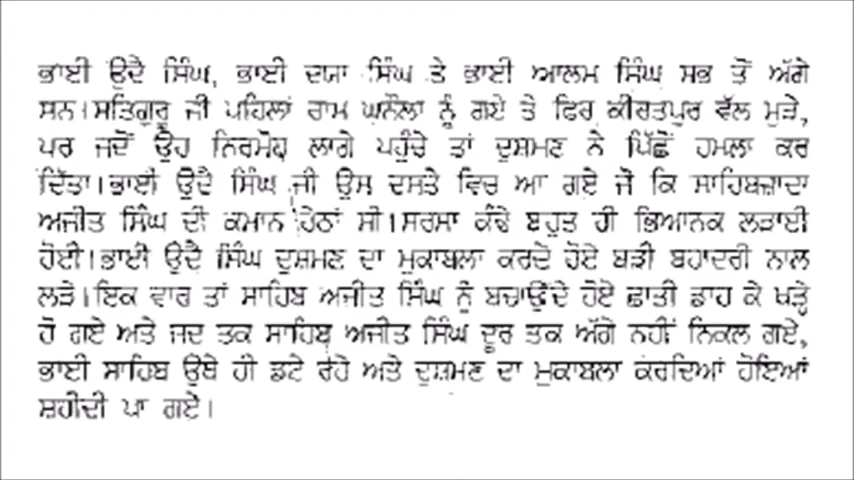 ਭਾਈ ਉਦੈ ਸਿੰਘ, ਭਾਈ ਦਯਾ ਸਿੰਘ ਤੇ ਭਾਈ ਆਲਮ ਸਿੰਘ ਸਭ ਤੋਂ ਅੱਗੇ
ਸਨ। ਸਤਿਗੁਰੂ ਜੀ ਪਹਿਲਾਂ ਰਾਮ ਘਨੌਲਾ ਨੂੰ ਗਏ ਤੇ ਫਿਰ ਕੀਰਤਪੁਰ ਵੱਲ ਮੁੜੇ,
ਪਰ ਜਦੋਂ ਉਹ ਨਿਰਮੋਹ ਲਾਗੇ ਪਹੁੰਚੇ ਤਾਂ ਦੁਸ਼ਮਣ ਨੇ ਪਿੱਛੋਂ ਹਮਲਾ ਕਰ
ਦਿੱਤਾ। ਭਾਈ ਉਦੈ ਸਿੰਘ ਜੀ ਉਸ ਦਸਤੇ ਵਿਚ ਆ ਗਏ ਜੋ ਕਿ ਸਾਹਿਬਜ਼ਾਦਾ
ਅਜੀਤ ਸਿੰਘ ਦੀ ਕਮਾਨ ਹੇਠਾਂ ਸੀ। ਸਰਸਾ ਕੰਢੇ ਬਹੁਤ ਹੀ ਭਿਆਨਕ ਲੜਾਈ
ਹੋਈ। ਭਾਈ ਉਦੈ ਸਿੰਘ ਦੁਸ਼ਮਣ ਦਾ ਮੁਕਾਬਲਾ ਕਰਦੇ ਹੋਏ ਬੜੀ ਬਹਾਦਰੀ ਨਾਲ
ਲੜੇ। ਇਕ ਵਾਰ ਤਾਂ ਸਾਹਿਬ ਅਜੀਤ ਸਿੰਘ ਨੂੰ ਬਚਾਉਂਦੇ ਹੋਏ ਛਾਤੀ ਡਾਹ ਕੇ ਖੜ੍ਹੇ
ਹੋ ਗਏ ਅਤੇ ਜਦ ਤਕ ਸਾਹਿਬ ਅਜੀਤ ਸਿੰਘ ਦੂਰ ਤਕ ਅੱਗੇ ਨਹੀਂ ਨਿਕਲ ਗਏ,
ਭਾਈ ਸਾਹਿਬ ਉਥੇ ਹੀ ਡਟੇ ਰਹੇ ਅਤੇ ਦੁਸ਼ਮਣ ਦਾ ਮੁਕਾਬਲਾ ਕਰਦਿਆਂ ਹੋਇਆਂ
ਸ਼ਹੀਦੀ ਪਾ ਗਏ।